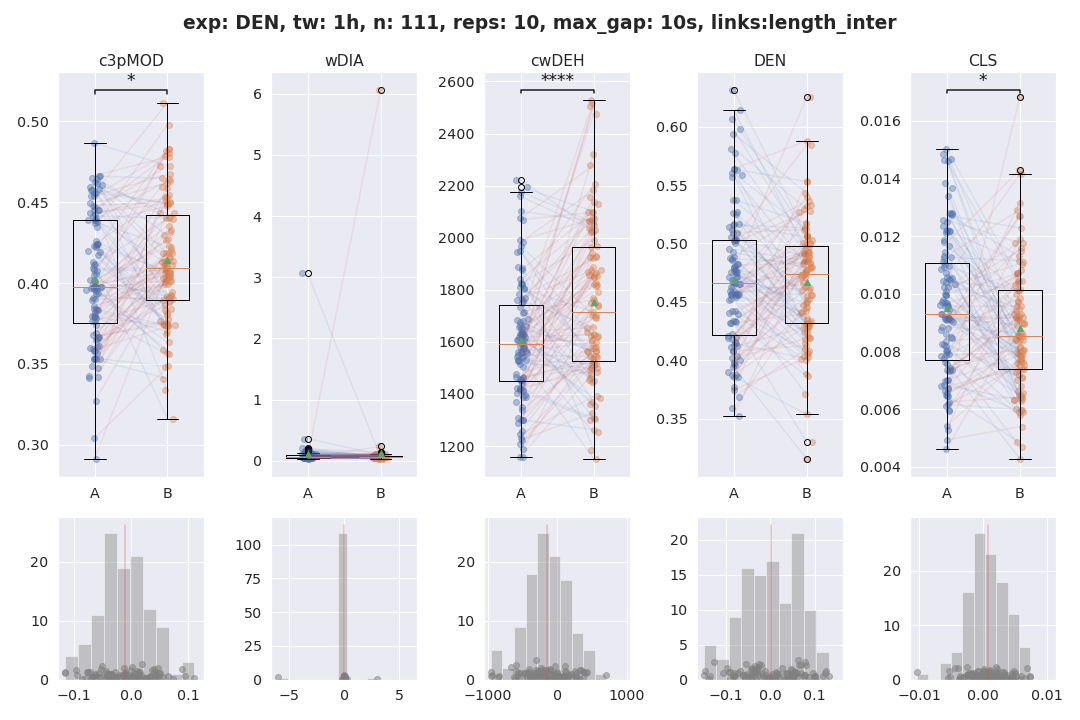 exp: DEN, tw: 1h, n: 111, reps: 10, max_gap: 10s, links:length_inter
c3pMOD wDIA cwDEH DEN CLS
* **** *
0.50 0.45 0.40 0.35 0.30
A B
6 5 4 3 2 1 0
A B
2600 2400 2200 2000 1800 1600 1400 1200
A B
0.60 0.55 0.50 0.45 0.40 0.35
A B
0.016 0.014 0.012 0.010 0.008 0.006 0.004
A B
20 10 0
−0.1 0.0 0.1
100 75 50 25 0
−5 0 5
20 10 0
−1000 0 1000
20 15 10 5 0
−0.1 0.0 0.1
20 10 0
−0.01 0.00 0.01